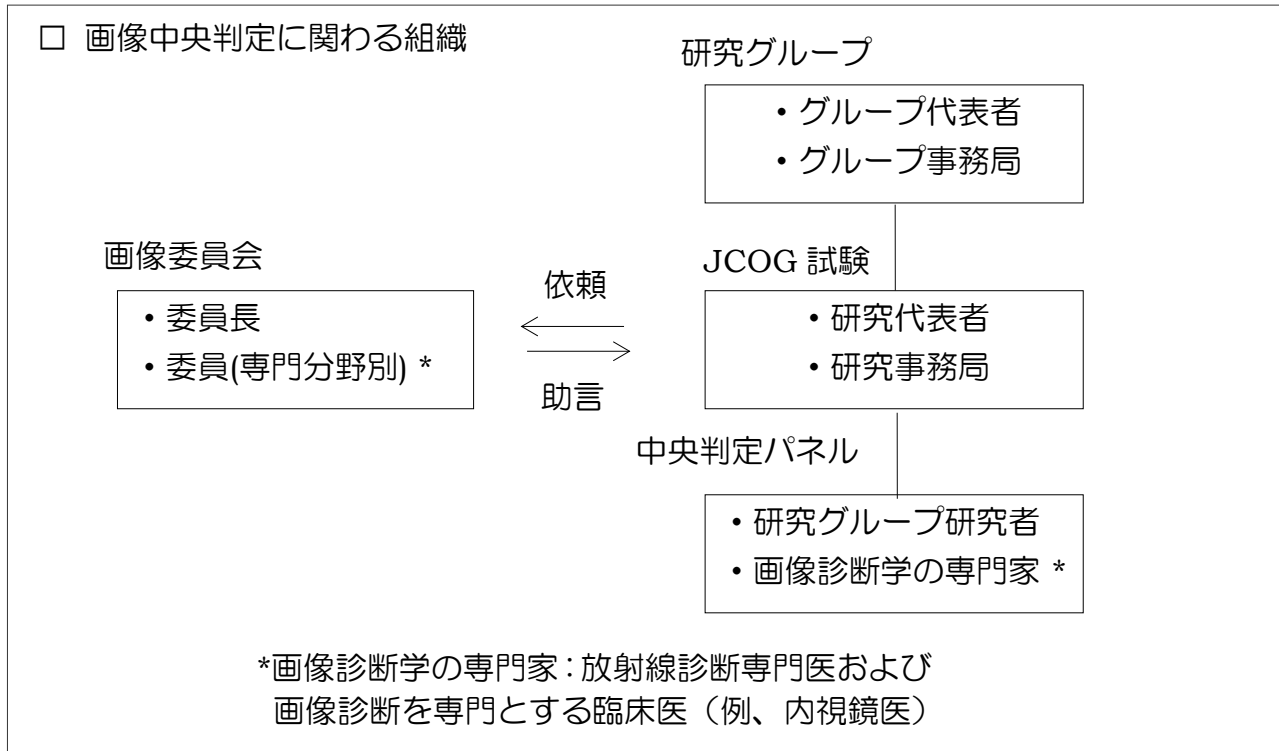 □ 画像中央判定に関わる組織
研究グループ
・グループ代表者
・グループ事務局
画像委員会
・委員長
・委員(専門分野別) *
依頼
助言
JCOG 試験
・研究代表者
・研究事務局
中央判定パネル
・研究グループ研究者
・画像診断学の専門家 *
*画像診断学の専門家：放射線診断専門医および
画像診断を専門とする臨床医（例、内視鏡医）